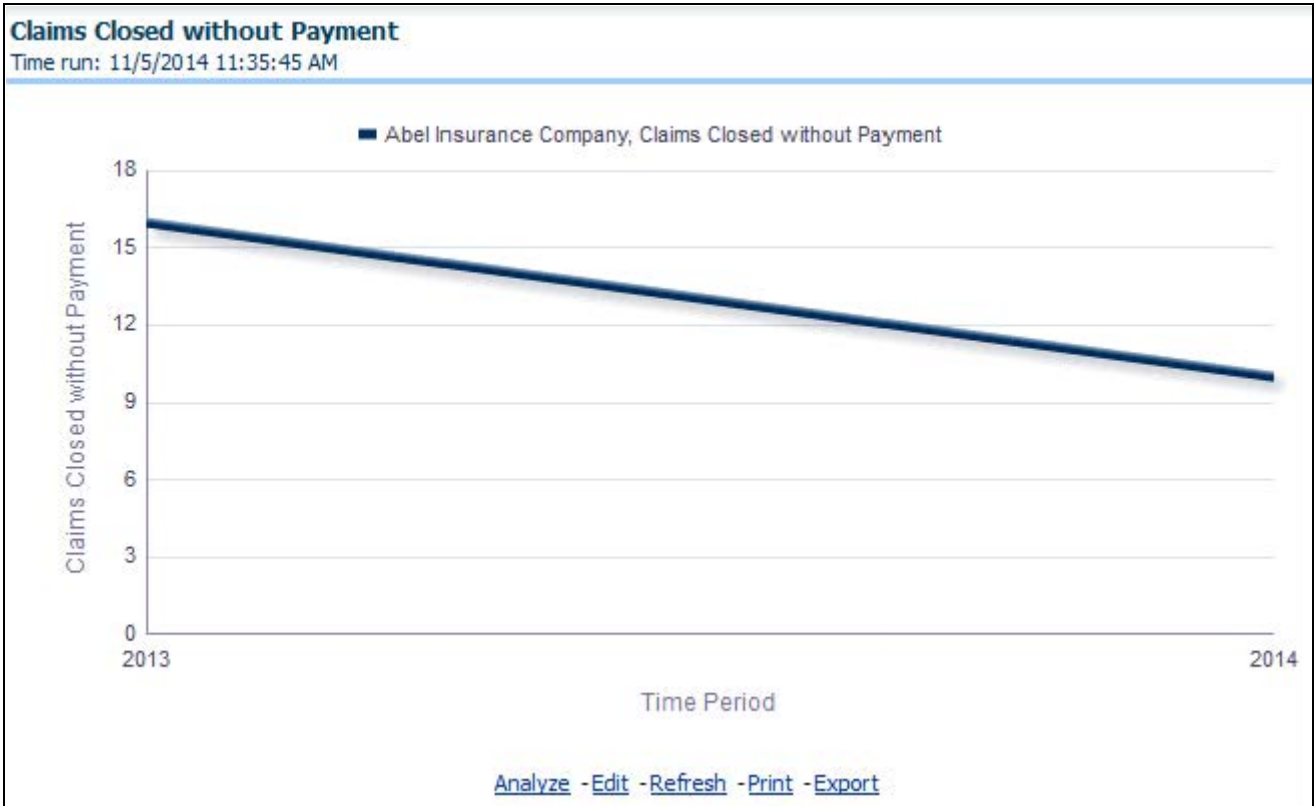 Claims Closed without Payment
Time run: 11/5/2014 11:35:45 AM
Abel Insurance Company, Claims Closed without Payment
Claims Closed without Payment
18
15
12
9
6
3
0
2013
2014
Time Period
Analyze -Edit -Refresh -Print -Export